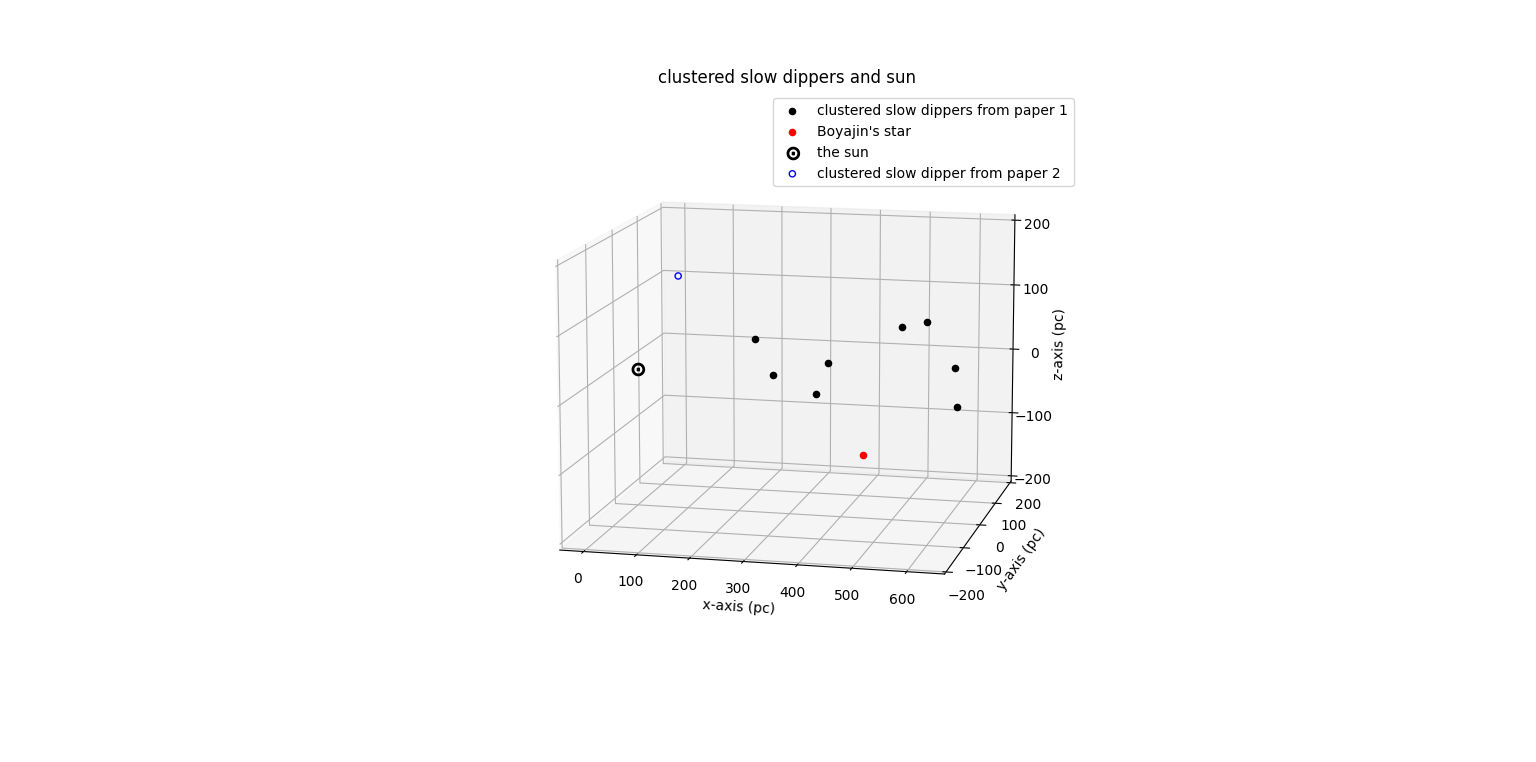 clustered slow dippers and sun
clustered slow dippers from paper 1
Boyajin's star
the sun
clustered slow dipper from paper 2
200
100
0
−100
−200
z-axis (pc)
200
100
0
−100
−200
y-axis (pc)
0
100
200
300
400
500
600
x-axis (pc)